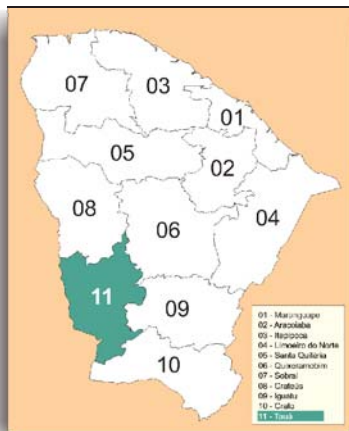 07
03
01
05
02
08
06
04
11
09
10
01 - Maranguape
02 - Aracoiaba
03 - Itapipoca
04 - Limoeiro do Norte
05 - Santa Quitéria
06 - Quixeramobim
07 - Sobral
08 - Crateús
09 - Iguatu
10 - Crato
11 - Tauá